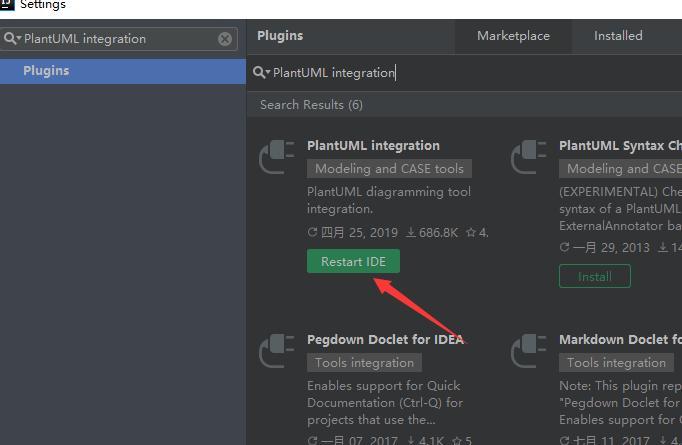 Settings
PlantUML integration
Plugins
Plugins
Marketplace
Installed
PlantUML integration
Search Results (6)
PlantUML integration
Modeling and CASE tools
PlantUML diagramming tool
integration.
四月 25, 2019 686.8K 4.
Restart IDE
PlantUML Syntax Ch
Modeling and CASE
(EXPERIMENTAL) Che
syntax of a PlantUML
ExternalAnnotator ba
一月 29, 2013 14
Install
Pegdown Doclet for IDEA
Tools integration
Enables support for Quick
Documentation (Ctrl-Q) for
projects that use the...
一月 07, 2017 4.1K 5
Markdown Doclet fo
Tools integration
Note: This plugin rep
"Pegdown Doclet for
Enables support for Q
七月 11, 2017 4.